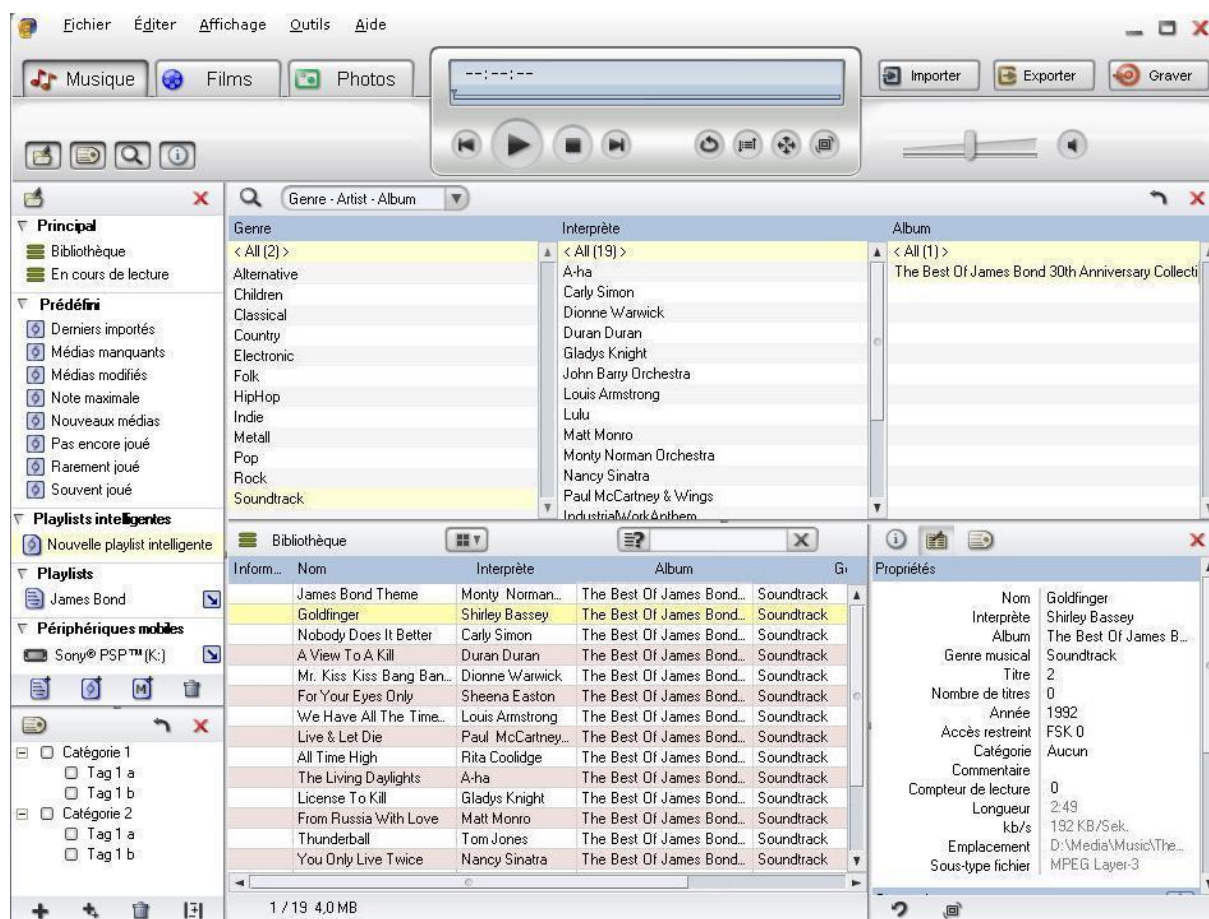 Fichier Éditer Affichage Outils Aide
Musique Films Photos
--:--:--
Importer Exporter Graver
Principal
Bibliothèque
En cours de lecture
Prédéfini
Derniers importés
Médias manquants
Médias modifiés
Note maximale
Nouveaux médias
Pas encore joué
Rarement joué
Souvent joué
Playlists intelligentes
Nouvelle playlist intelligente
Playlists
James Bond
Périphériques mobiles
Sony® PSP™(K:)
Catégorie 1
Tag 1 a
Tag 1 b
Catégorie 2
Tag 1 a
Tag 1 b
Genre - Artist - Album
Genre
< All (2) >
Alternative
Children
Classical
Country
Electronic
Folk
HipHop
Indie
Metall
Pop
Rock
Soundtrack
Interprète
< All (19) >
A-ha
Carly Simon
Dionne Warwick
Duran Duran
Gladys Knight
John Barry Orchestra
Louis Armstrong
Lulu
Matt Monro
Monty Norman Orchestra
Nancy Sinatra
Paul McCartney & Wings
Industrial/WorkAnthem
Album
< All (1) >
The Best Of James Bond 30th Anniversary Collecti
Bibliothèque
Inform... Nom Interprète Album G
James Bond Theme Monty Norman... The Best Of James Bond... Soundtrack
Goldfinger Shirley Bassey The Best Of James Bond... Soundtrack
Nobody Does It Better Carly Simon The Best Of James Bond... Soundtrack
A View To A Kill Duran Duran The Best Of James Bond... Soundtrack
Mr. Kiss Kiss Bang Ban... Dionne Warwick The Best Of James Bond... Soundtrack
For Your Eyes Only Sheena Easton The Best Of James Bond... Soundtrack
We Have All The Time... Louis Armstrong The Best Of James Bond... Soundtrack
Live & Let Die Paul McCartney... The Best Of James Bond... Soundtrack
All Time High Rita Coolidge The Best Of James Bond... Soundtrack
The Living Daylights A-ha The Best Of James Bond... Soundtrack
License To Kill Gladys Knight The Best Of James Bond... Soundtrack
From Russia With Love Matt Monro The Best Of James Bond... Soundtrack
Thunderball Tom Jones The Best Of James Bond... Soundtrack
You Only Live Twice Nancy Sinatra The Best Of James Bond... Soundtrack
1 / 19 4,0 MB
Propriétés
Nom Goldfinger
Interprète Shirley Bassey
Album The Best Of James B...
Genre musical Soundtrack
Titre 2
Nombre de titres 0
Année 1992
Accès restreint FSK 0
Catégorie Aucun
Commentaire
Compteur de lecture 0
Longueur 2:49
kb/s 192 KB/Sek.
Emplacement D:\Media\Music\The...
Sous-type fichier MPEG Layer-3